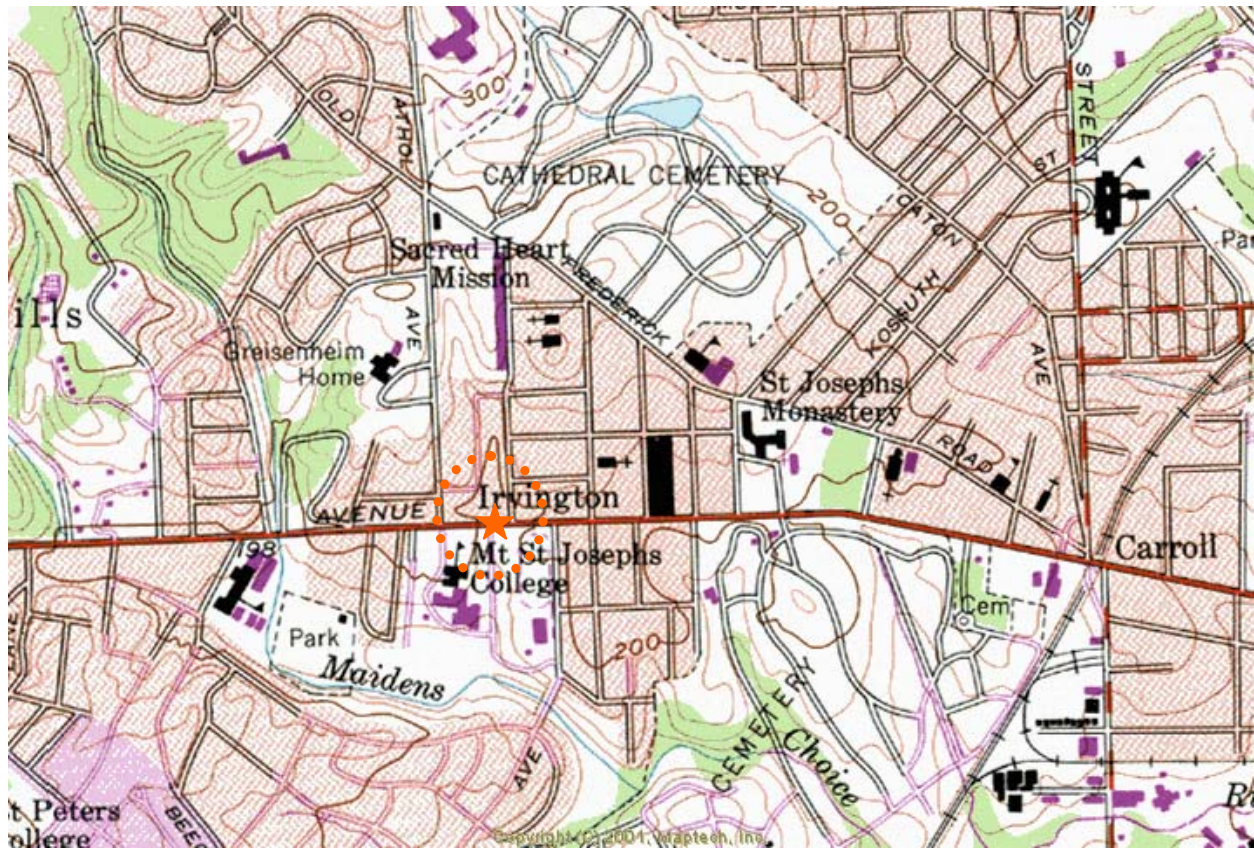 300
OLD
ATHOL
STREET
CATHEDRAL CEMETERY
ST
200
CATON
Sacred Heart
Mission
FREDERICK
KOSSUTH
ills
AVE
Greisenheim
Home
AVE
St Josephs
Monastery
ROAD
Irvington
AVENUE
198
Mt St Josephs
College
Carroll
Cem
Park
200
Maidens
CEMETERY
Choice
AVE
t Peters
ollege
Copyright (C) 2001, Maptech, Inc.